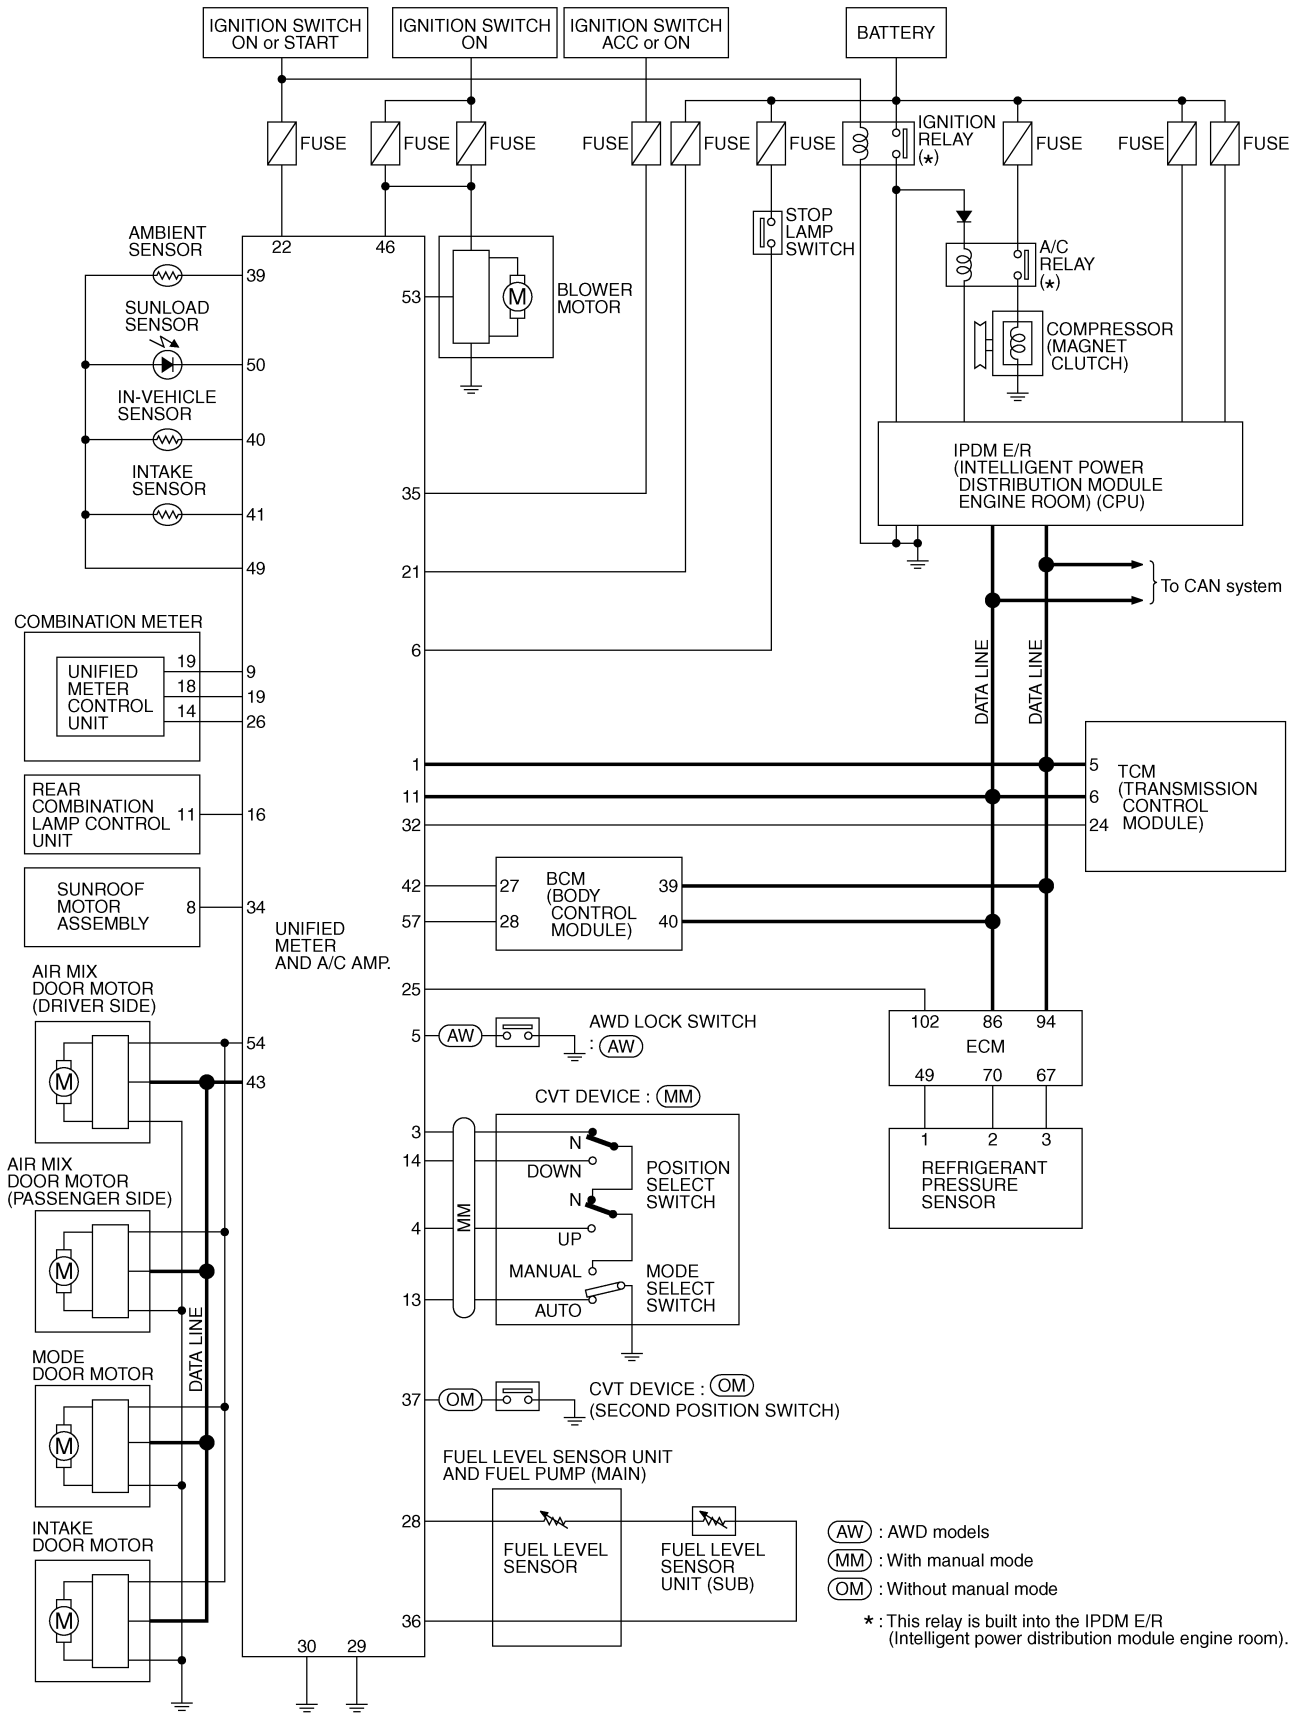 IGNITION SWITCH
ON or START
IGNITION SWITCH
ON
IGNITION SWITCH
ACC or ON
BATTERY
FUSE
FUSE
FUSE
FUSE
FUSE
FUSE
IGNITION
RELAY
(*)
FUSE
FUSE
FUSE
STOP
LAMP
SWITCH
A/C
RELAY
(*)
COMPRESSOR
(MAGNET
CLUTCH)
22
46
AMBIENT
SENSOR
39
SUNLOAD
SENSOR
50
IN-VEHICLE
SENSOR
40
INTAKE
SENSOR
41
49
53
M
BLOWER
MOTOR
35
21
6
IPDM E/R
(INTELLIGENT POWER
DISTRIBUTION MODULE
ENGINE ROOM) (CPU)
To CAN system
DATA LINE
DATA LINE
COMBINATION METER
UNIFIED
METER
CONTROL
UNIT
19
18
14
9
19
26
REAR
COMBINATION
LAMP CONTROL
UNIT
11
16
SUNROOF
MOTOR
ASSEMBLY
8
34
UNIFIED
METER
AND A/C AMP.
1
11
32
5
6
24
TCM
(TRANSMISSION
CONTROL
MODULE)
42
57
27
28
BCM
(BODY
CONTROL
MODULE)
39
40
25
102
86
94
ECM
49
70
67
1
2
3
REFRIGERANT
PRESSURE
SENSOR
5
AW
AWD LOCK SWITCH
: AW
AIR MIX
DOOR MOTOR
(DRIVER SIDE)
M
54
43
AIR MIX
DOOR MOTOR
(PASSENGER SIDE)
M
DATA LINE
MODE
DOOR MOTOR
M
INTAKE
DOOR MOTOR
M
CVT DEVICE : MM
3
14
4
13
MM
N
DOWN
N
UP
MANUAL
AUTO
POSITION
SELECT
SWITCH
MODE
SELECT
SWITCH
37
OM
CVT DEVICE : OM
(SECOND POSITION SWITCH)
FUEL LEVEL SENSOR UNIT
AND FUEL PUMP (MAIN)
28
FUEL LEVEL
SENSOR
FUEL LEVEL
SENSOR
UNIT (SUB)
36
30
29
AW : AWD models
MM : With manual mode
OM : Without manual mode
* : This relay is built into the IPDM E/R
(Intelligent power distribution module engine room).